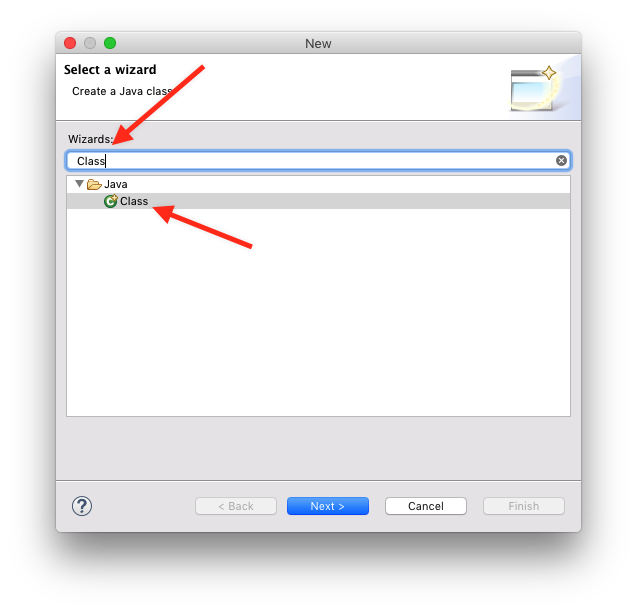 New
Select a wizard
Create a Java class
Wizards:
Class
Java
C Class
? < Back Next > Cancel Finish